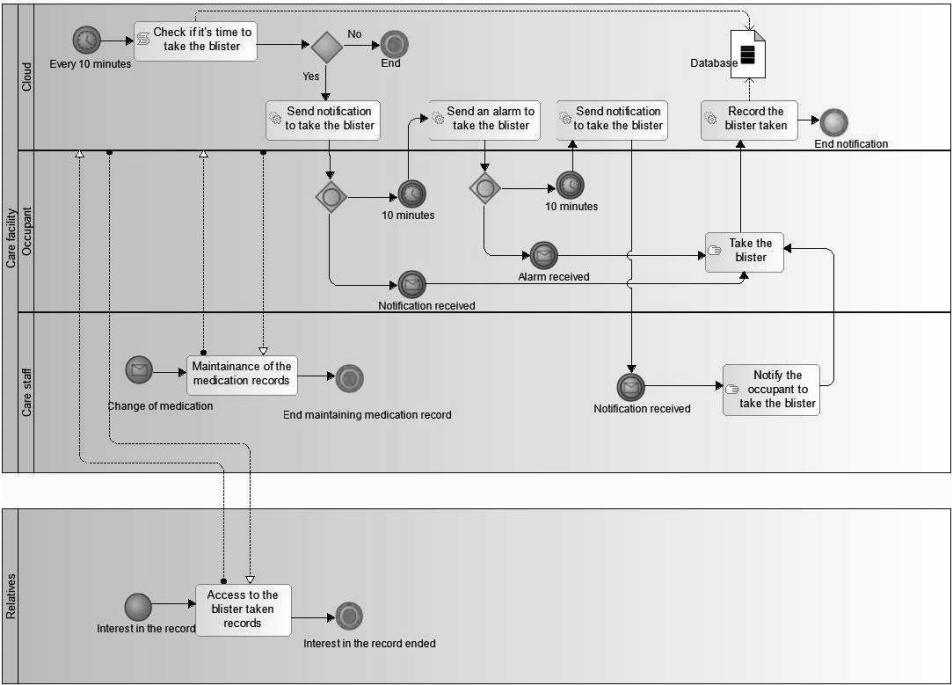 Care facility
Cloud
Every 10 minutes
Check if it's time to
take the blister
No
End
Yes
Database
Send notification
to take the blister
Send an alarm to
take the blister
Send notification
to take the blister
Record the
blister taken
End notification
Occupant
10 minutes
10 minutes
Take the
blister
Alarm received
Notification received
Care staff
Change of medication
Maintainance of the
medication records
End maintaining medication record
Notification received
Notify the
occupant to
take the blister
Relatives
Interest in the record
Access to the
blister taken
records
Interest in the record ended